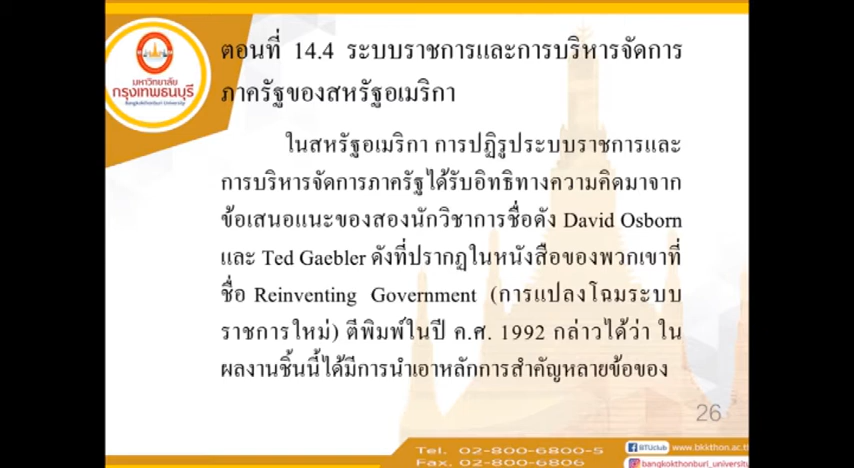 มหาวิทยาลัย
กรุงเทพธนบุรี
Bangkokthonburi University
ตอนที่ 14.4 ระบบราชการและการบริหารจัดการ
ภาครัฐของสหรัฐอเมริกา
ในสหรัฐอเมริกา การปฏิรูประบบราชการและ
การบริหารจัดการภาครัฐได้รับอิทธิทางความคิดมาจาก
ข้อเสนอแนะของสองนักวิชาการชื่อดัง David Osborn
และ Ted Gaebler ดังที่ปรากฏในหนังสือของพวกเขาที่
ชื่อ Reinventing Government (การแปลงโฉมระบบ
ราชการใหม่) ตีพิมพ์ในปี ค.ศ. 1992 กล่าวได้ว่า ใน
ผลงานชิ้นนี้ได้มีการนำเอาหลักการสำคัญหลายข้อของ
26
Tel. 02-800-6800-5
Fax. 02-800-6806
BTUclub www.bkkthon.ac.t
bangkokthonburi_university